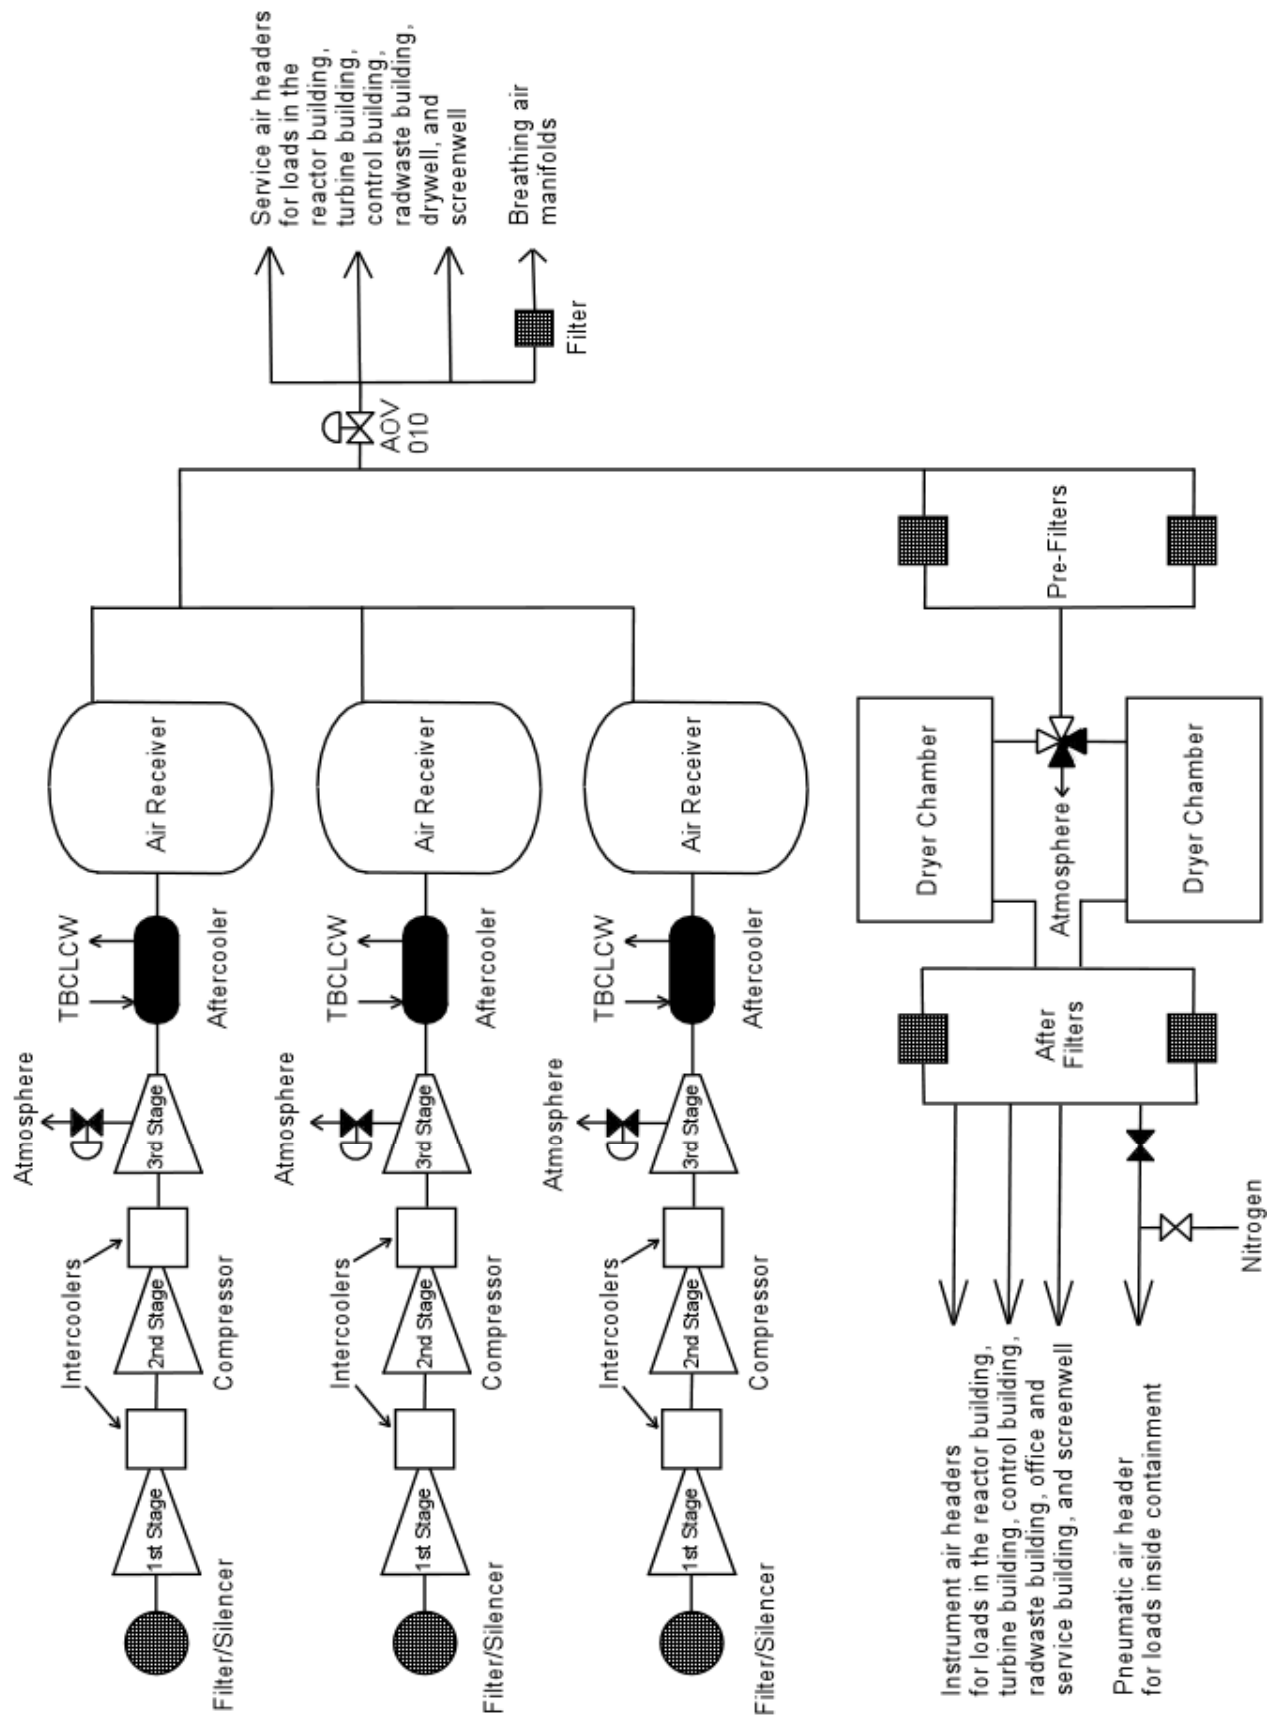 Filter/Silencer
1st Stage
Intercoolers
2nd Stage
Compressor
3rd Stage
Atmosphere
TBCLCW
Aftercooler
Air Receiver
Filter/Silencer
1st Stage
Intercoolers
2nd Stage
Compressor
3rd Stage
Atmosphere
TBCLCW
Aftercooler
Air Receiver
Filter/Silencer
1st Stage
Intercoolers
2nd Stage
Compressor
3rd Stage
Atmosphere
TBCLCW
Aftercooler
Air Receiver
AOV
010
Service air headers
for loads in the
reactor building,
turbine building,
control building,
radwaste building,
drywell, and
screenwell
Filter
Breathing air
manifolds
Pre-Filters
Dryer Chamber
Atmosphere
Dryer Chamber
After
Filters
Instrument air headers
for loads in the reactor building,
turbine building, control building,
radwaste building, office and
service building, and screenwell
Pneumatic air header
for loads inside containment
Nitrogen